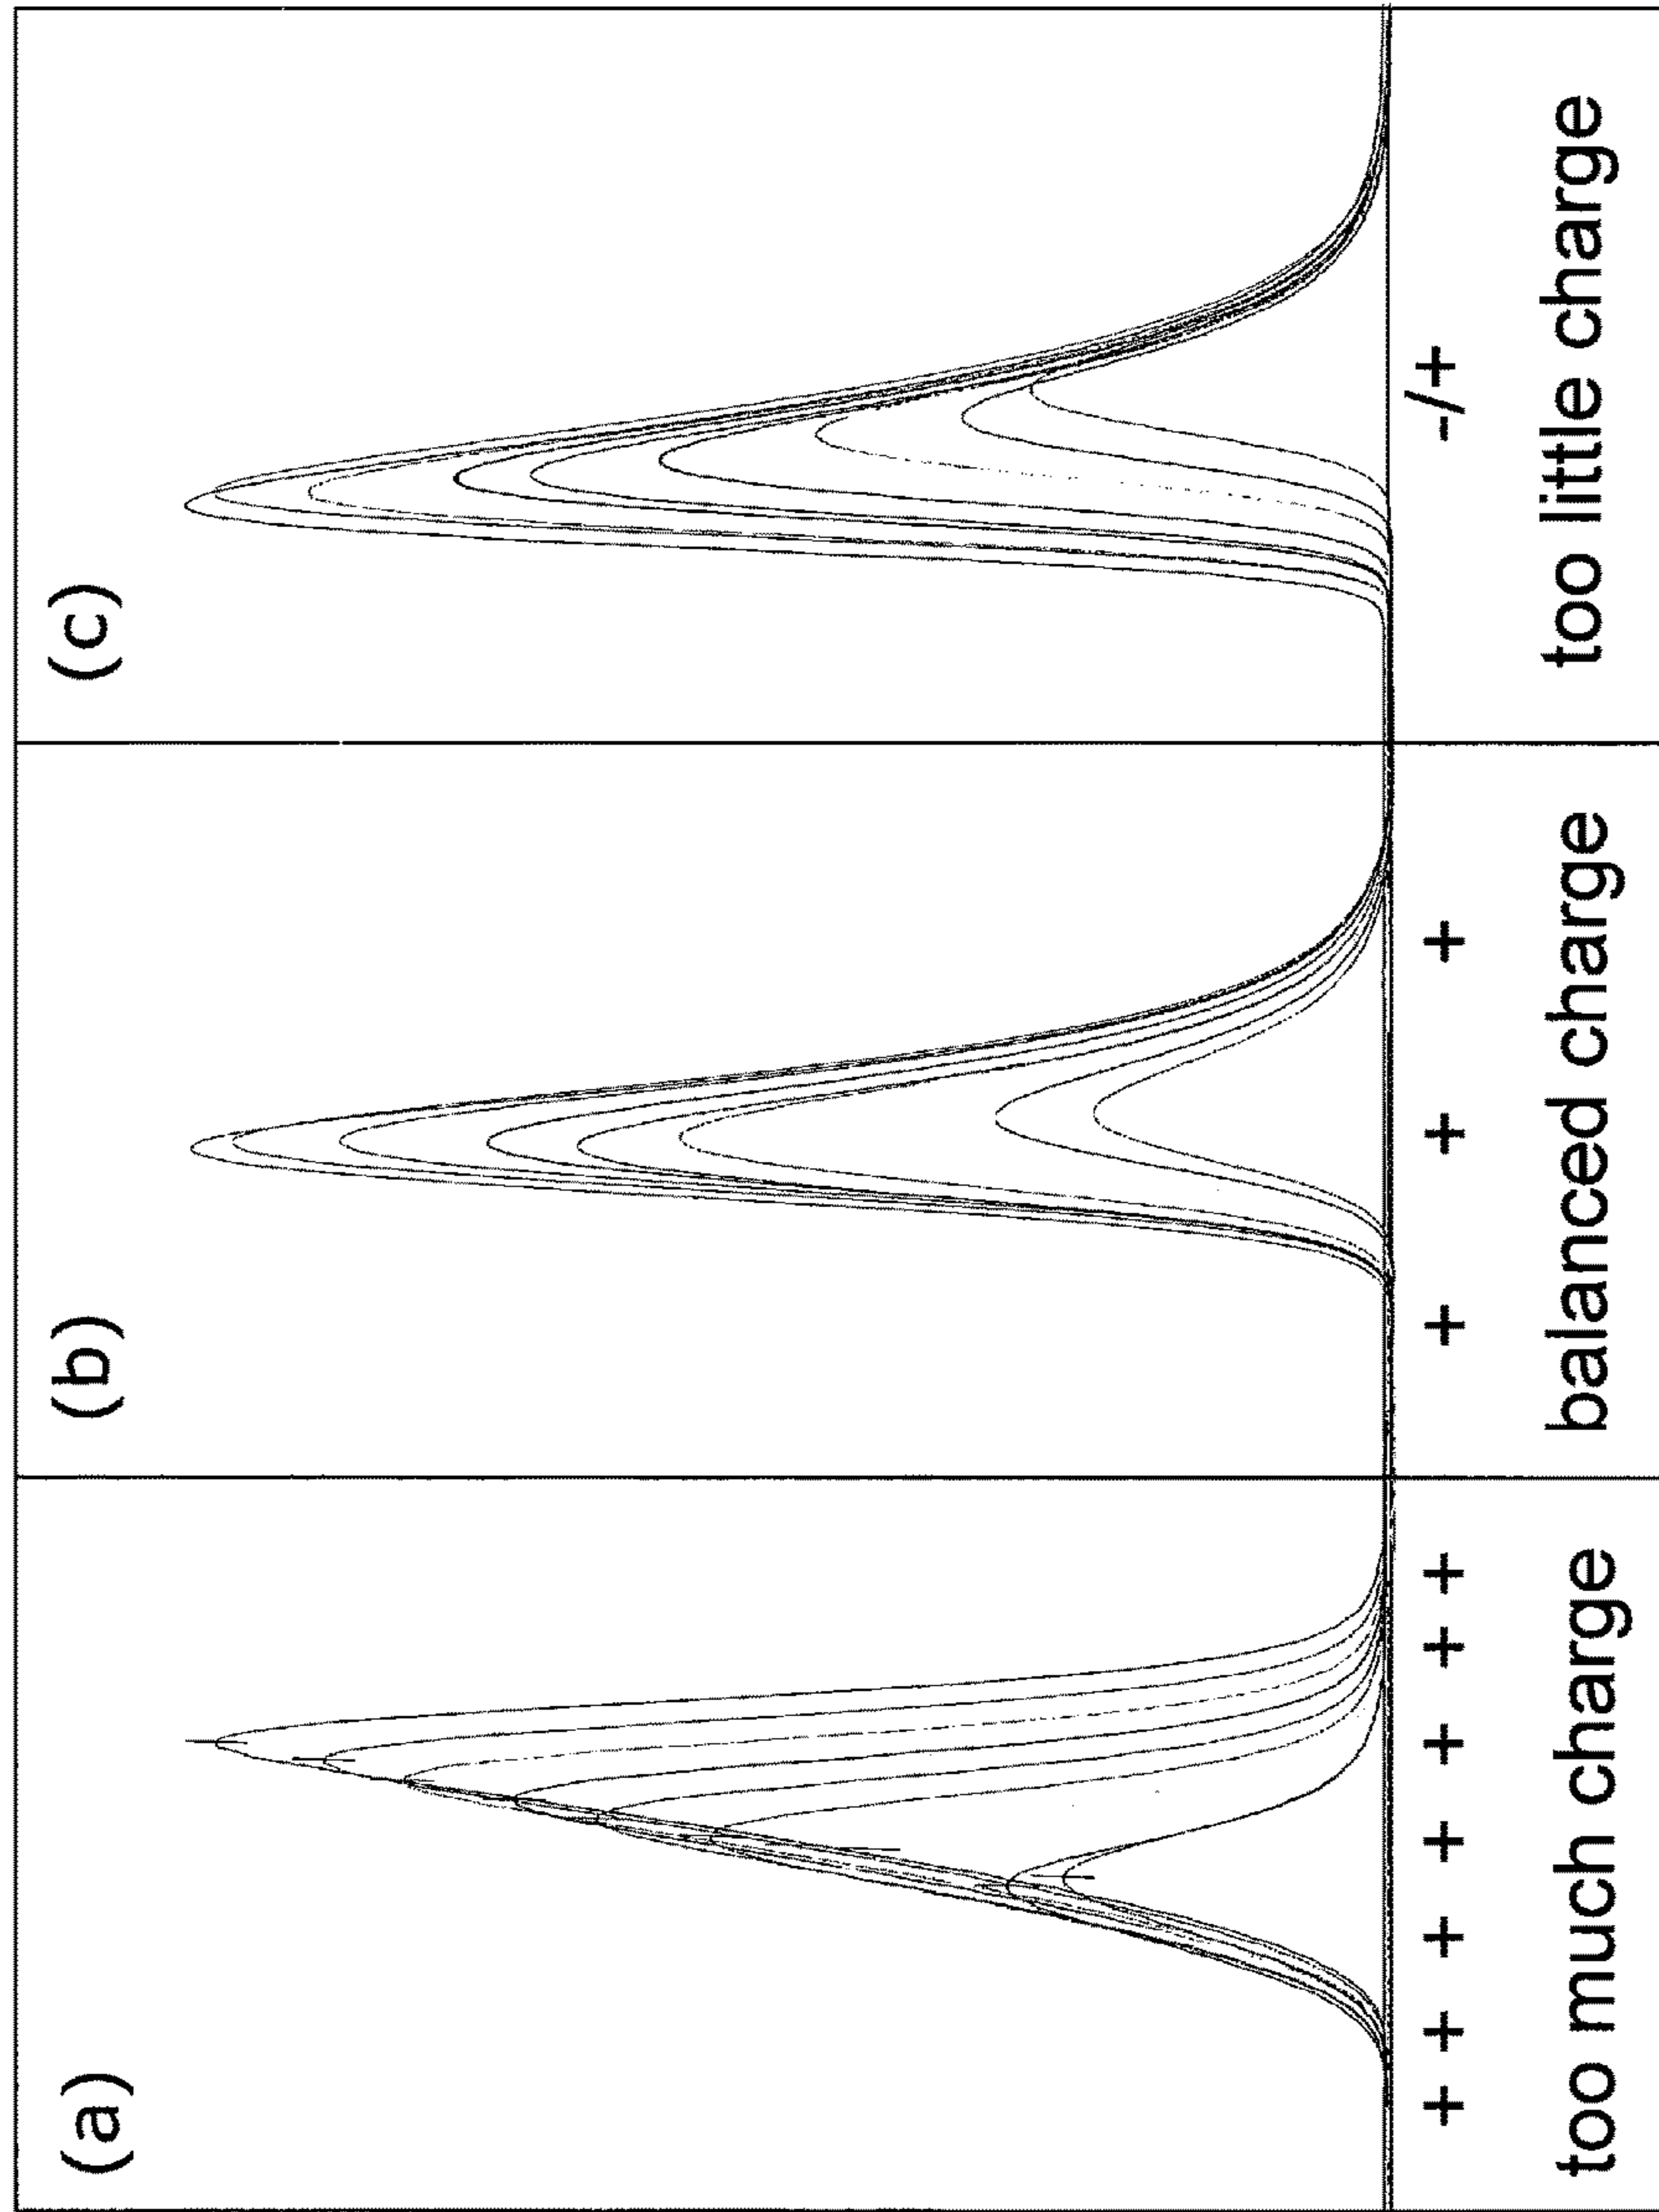 (a)
+ + + + + + +
too much charge
(b)
+ + +
balanced charge
(c)
-/+
too little charge